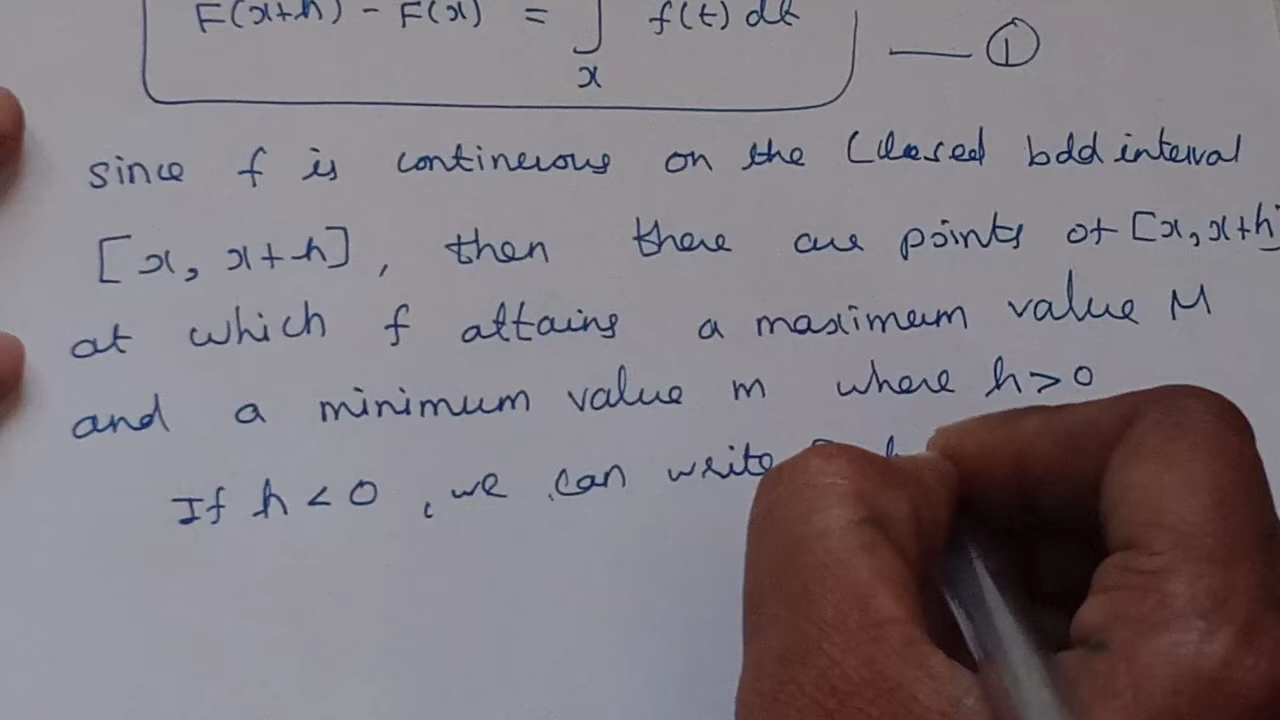 F(x+h) - F(x) = ∫ₓ f(t) dt — ①
since f is continuous on the closed bdd interval
[x, x+h], then there are points of [x, x+h]
at which f attains a maximum value M
and a minimum value m where h>0
If h<0, we can write